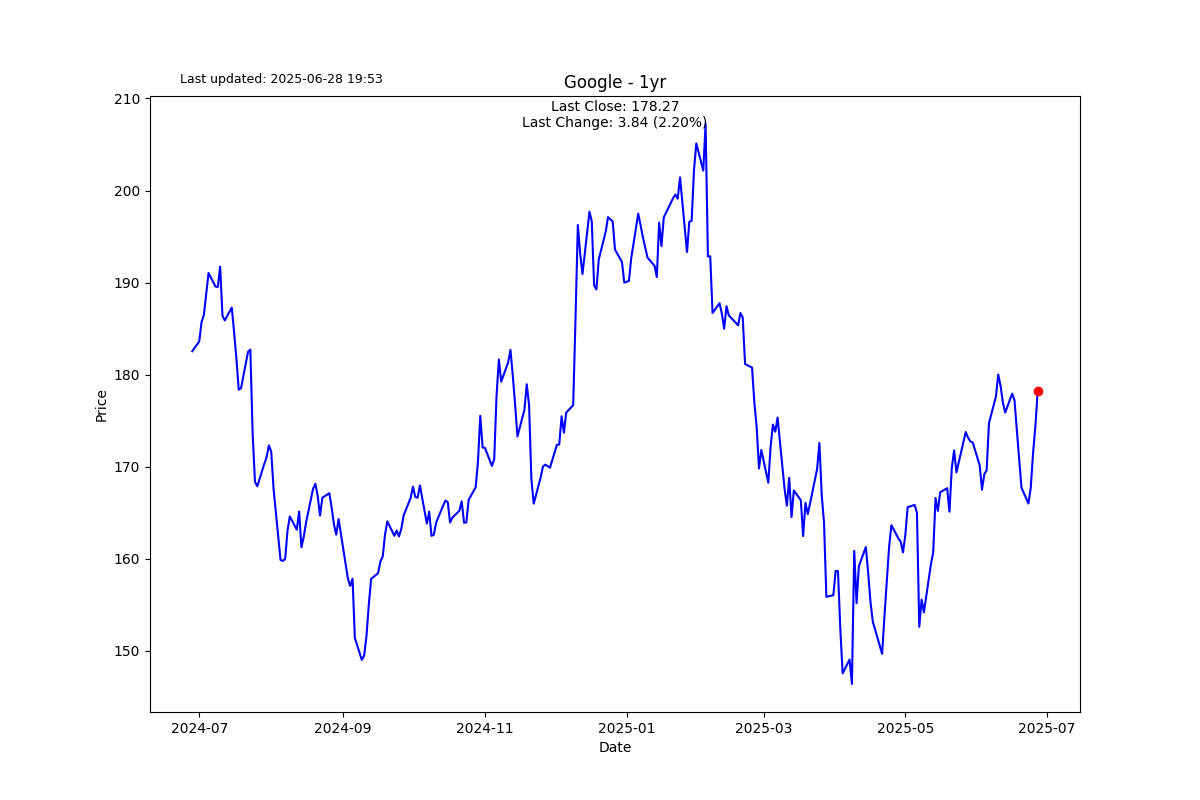 Last updated: 2025-06-28 19:53
Google - 1yr
Last Close: 178.27
Last Change: 3.84 (2.20%)
210
200
190
180
170
160
150
Price
2024-07
2024-09
2024-11
2025-01
2025-03
2025-05
2025-07
Date